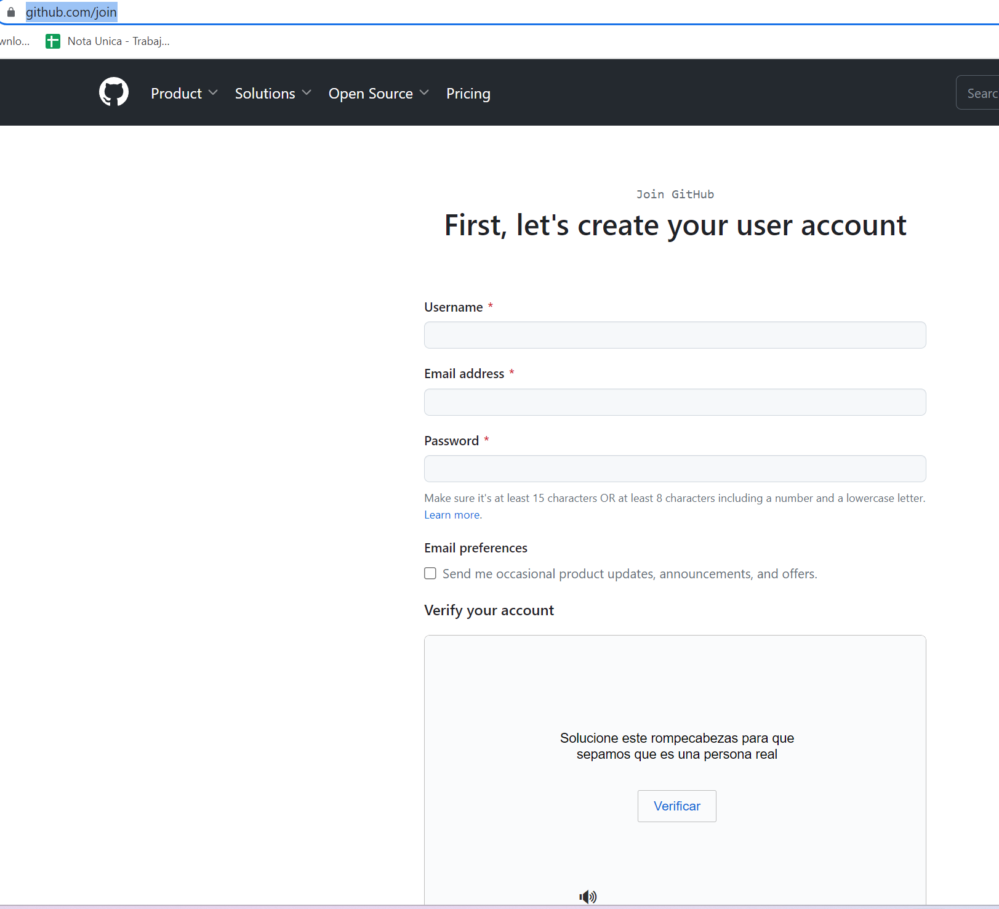 github.com/join
wnlo...
Nota Unica - Trabaj...
Product
Solutions
Open Source
Pricing
Searc
Join GitHub
First, let's create your user account
Username *
Email address *
Password *
Make sure it's at least 15 characters OR at least 8 characters including a number and a lowercase letter.
Learn more.
Email preferences
Send me occasional product updates, announcements, and offers.
Verify your account
Solucione este rompecabezas para que
sepamos que es una persona real
Verificar